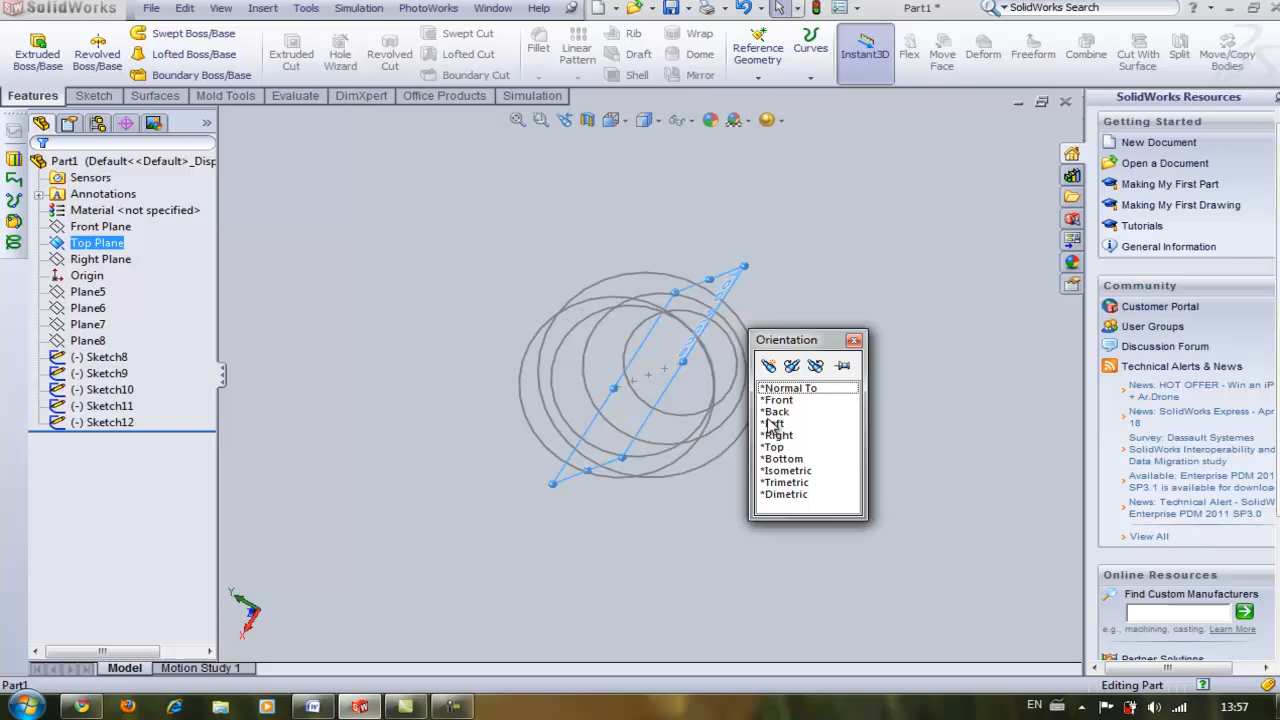 SolidWorks File Edit View Insert Tools Simulation PhotoWorks Window Help Part1 * SolidWorks Search
Extruded Boss/Base
Revolved Boss/Base
Swept Boss/Base
Lofted Boss/Base
Boundary Boss/Base
Extruded Cut
Hole Wizard
Revolved Cut
Swept Cut
Lofted Cut
Boundary Cut
Fillet
Linear Pattern
Rib
Draft
Shell
Wrap
Dome
Mirror
Reference Geometry
Curves
Instant3D
Flex
Move Face
Deform
Freeform
Combine
Cut With Surface
Split
Move/Copy Bodies
Features Sketch Surfaces Mold Tools Evaluate DimXpert Office Products Simulation
Part1 (Default<<Default>_Disp
Sensors
Annotations
Material <not specified>
Front Plane
Top Plane
Right Plane
Origin
Plane5
Plane6
Plane7
Plane8
(-) Sketch8
(-) Sketch9
(-) Sketch10
(-) Sketch11
(-) Sketch12
Y
X
Orientation
*Normal To
*Front
*Back
*Left
*Right
*Top
*Bottom
*Isometric
*Trimetric
*Dimetric
SolidWorks Resources
Getting Started
New Document
Open a Document
Making My First Part
Making My First Drawing
Tutorials
General Information
Community
Customer Portal
User Groups
Discussion Forum
Technical Alerts & News
News: HOT OFFER - Win an iP
+ Ar.Drone
News: SolidWorks Break - Apr
18
Survey: Dassault Systemes
SolidWorks Interoperability and
Data Migration study
Available: Enterprise PDM 2011
SP3.1 is available for downloa
News: Technical Alert - SolidW
Enterprise PDM 2011 SP3.0
View All
Online Resources
Find Custom Manufacturers
e.g., machining, casting. Learn More
Partner Solutions
Model Motion Study 1
Part1
Editing Part
EN
13:57